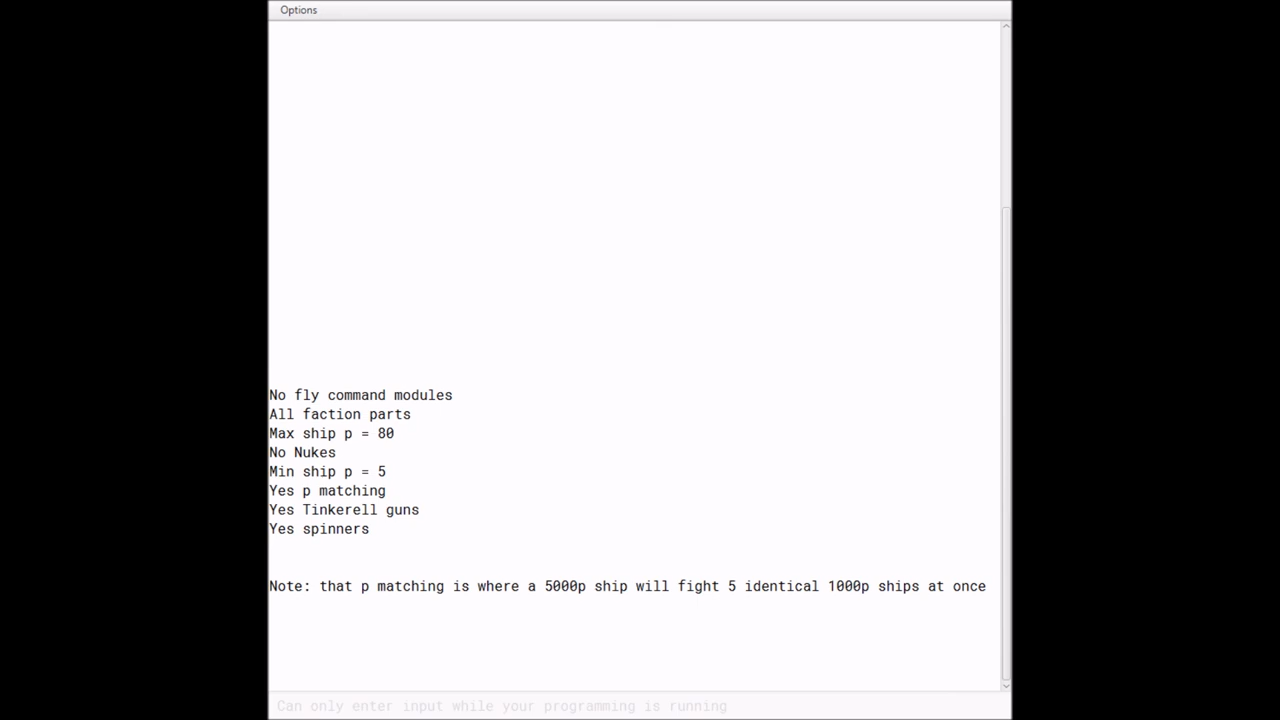 Options
No fly command modules
All faction parts
Max ship p = 80
No Nukes
Min ship p = 5
Yes p matching
Yes Tinkerell guns
Yes spinners
Note: that p matching is where a 5000p ship will fight 5 identical 1000p ships at once
Can only enter input while your programming is running